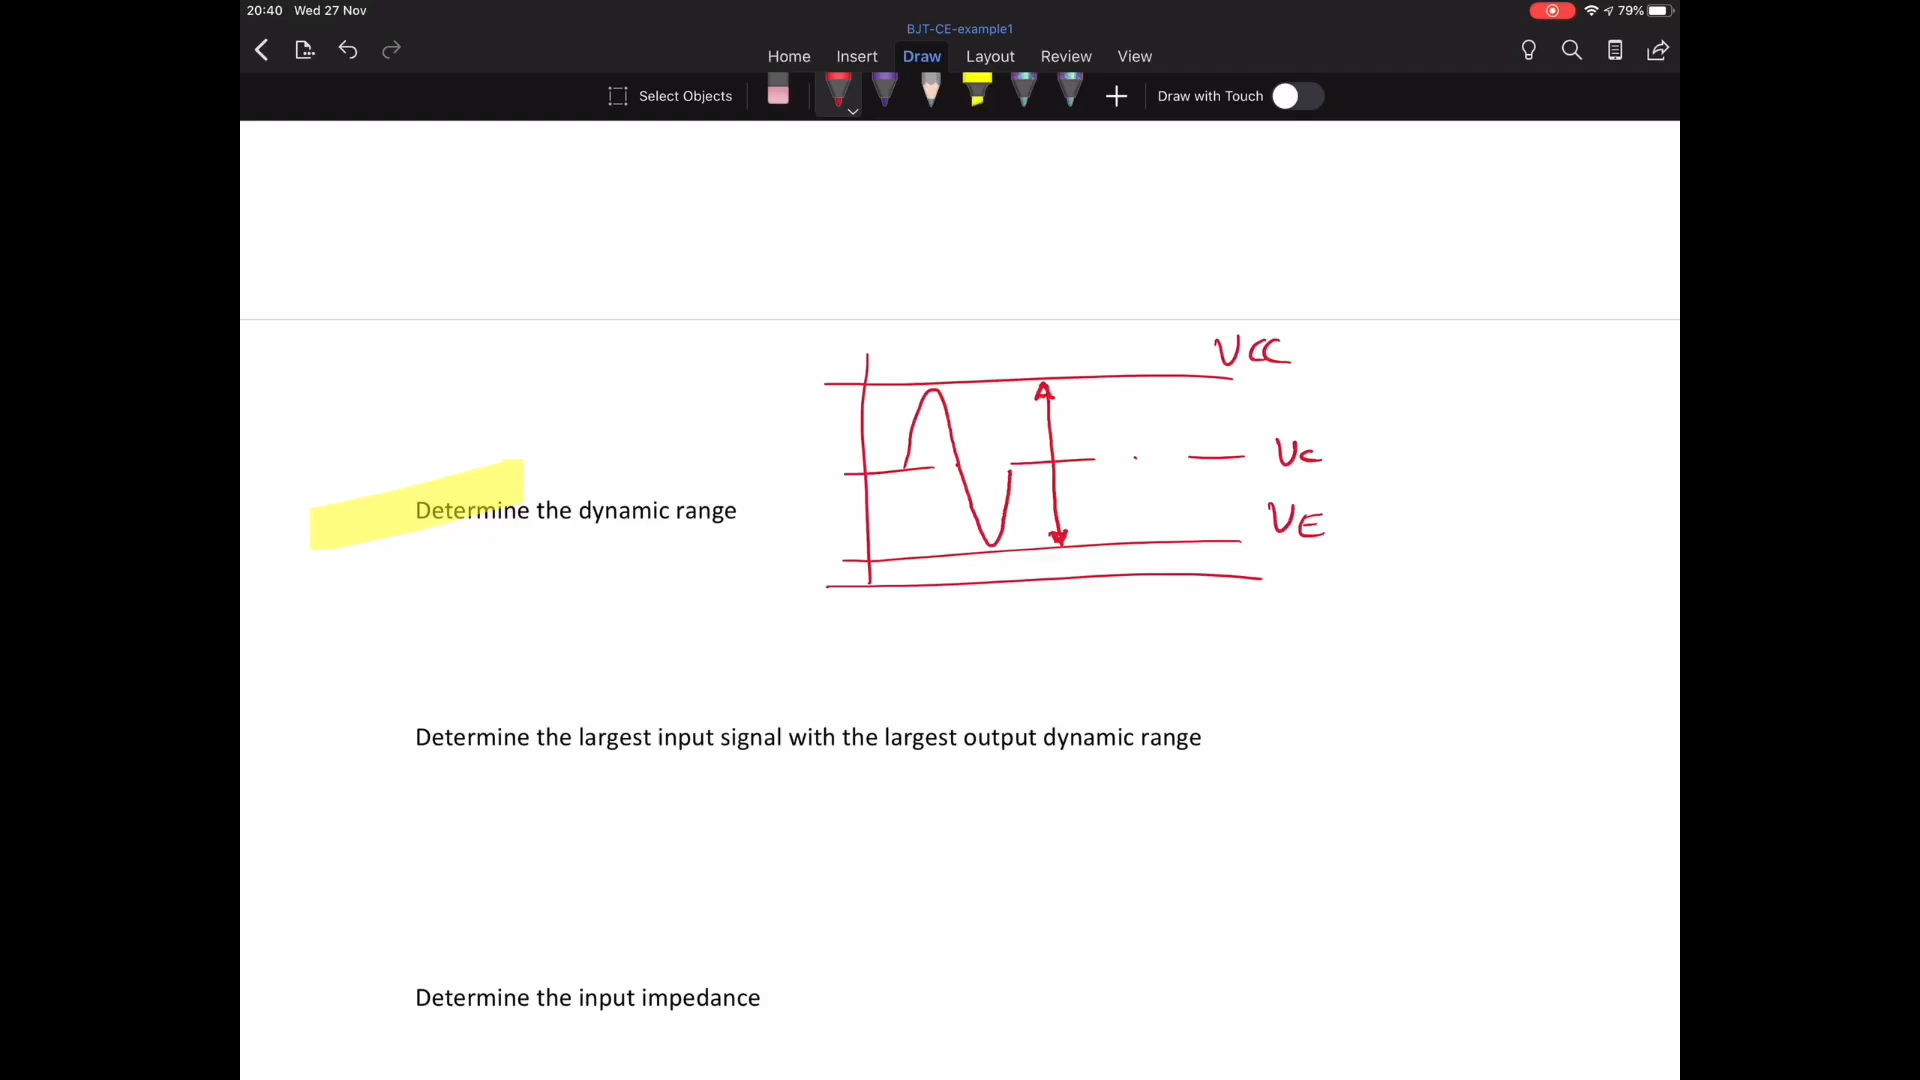 20:40 Wed 27 Nov
79%
BJT-CE-example1
Home Insert Draw Layout Review View
Select Objects
Draw with Touch
VCC
VC
Determine the dynamic range
VE
Determine the largest input signal with the largest output dynamic range
Determine the input impedance